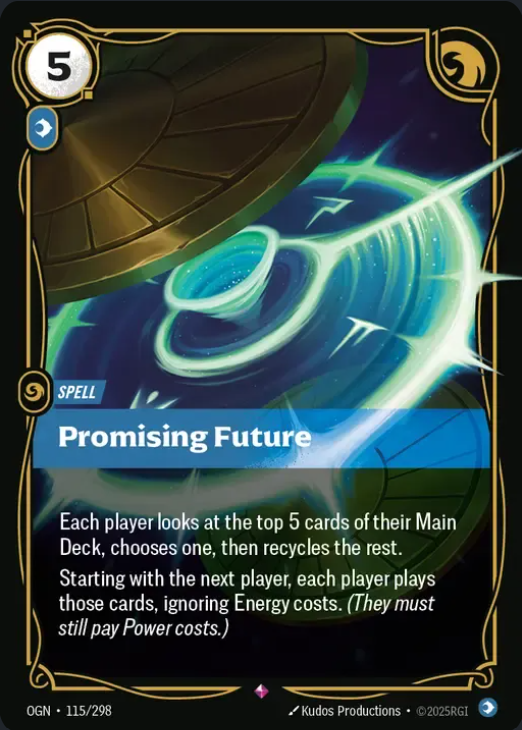 5
SPELL
Promising Future
Each player looks at the top 5 cards of their Main
Deck, chooses one, then recycles the rest.
Starting with the next player, each player plays
those cards, ignoring Energy costs. (They must
still pay Power costs.)
OGN • 115/298
Kudos Productions • ©2025RGI